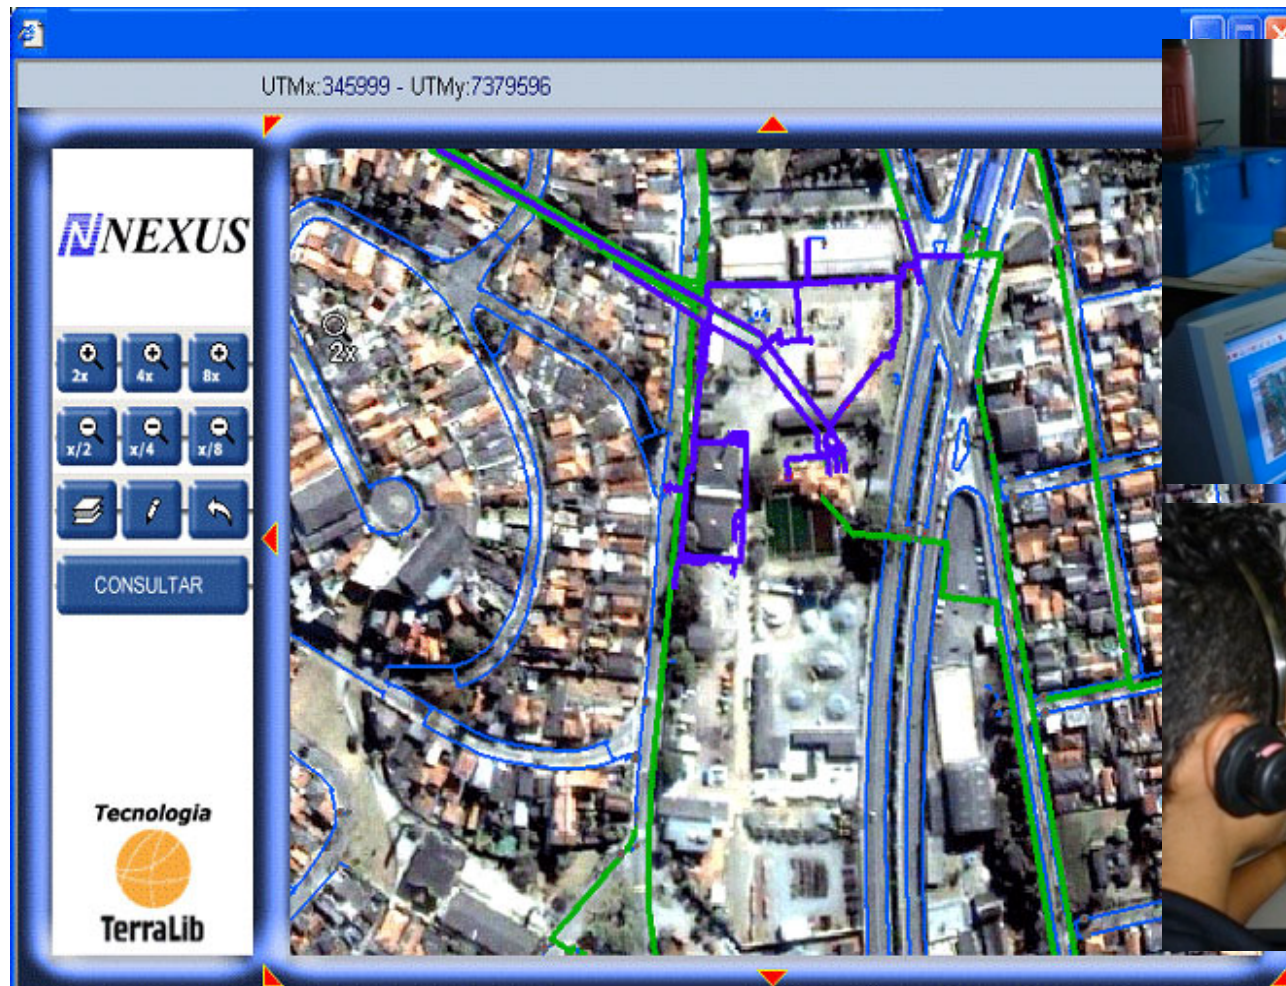 UTMx:345999 - UTMy:7379596
NEXUS
2x
4x
8x
x/2
x/4
x/8
CONSULTAR
Tecnologia
TerraLib
2x